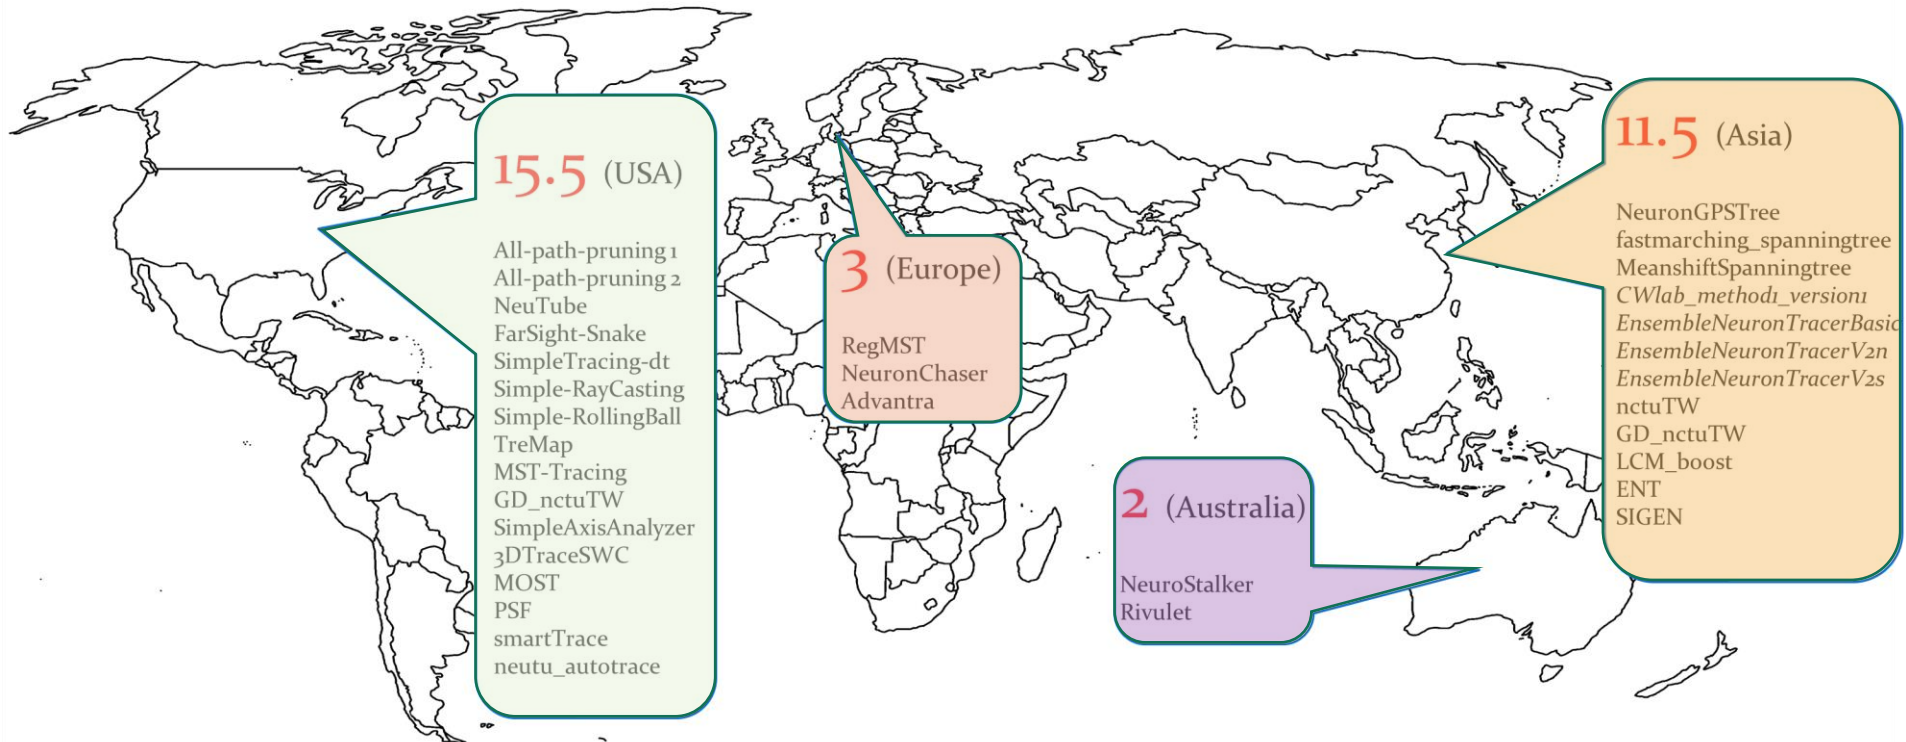 15.5 (USA)
All-path-pruning 1
All-path-pruning 2
NeuTube
FarSight-Snake
SimpleTracing-dt
Simple-RayCasting
Simple-RollingBall
TreMap
MST-Tracing
GD_nctuTW
SimpleAxisAnalyzer
3DTraceSWC
MOST
PSF
smartTrace
neutu_autotrace
3 (Europe)
RegMST
NeuronChaser
Advantra
2 (Australia)
NeuroStalker
Rivulet
11.5 (Asia)
NeuronGPSTree
fastmarching_spanningtree
MeanshiftSpanningtree
CWlab_method1_version1
EnsembleNeuronTracerBasic
EnsembleNeuronTracerV2n
EnsembleNeuronTracerV2s
nctuTW
GD_nctuTW
LCM_boost
ENT
SIGEN